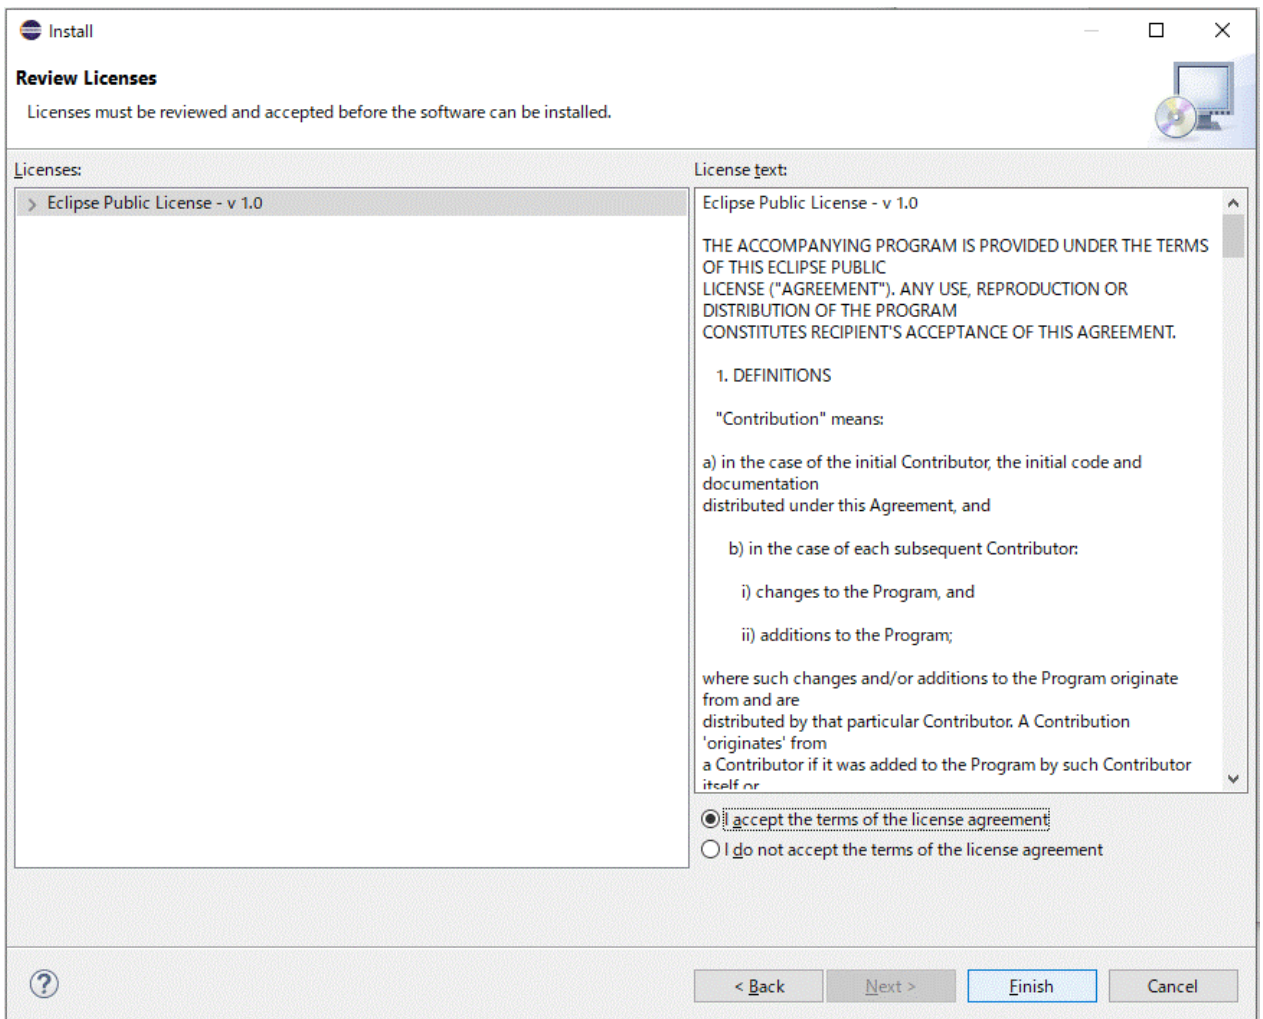 Install
Review Licenses
Licenses must be reviewed and accepted before the software can be installed.
Licenses:
Eclipse Public License - v 1.0
License text:
Eclipse Public License - v 1.0
THE ACCOMPANYING PROGRAM IS PROVIDED UNDER THE TERMS
OF THIS ECLIPSE PUBLIC
LICENSE ("AGREEMENT"). ANY USE, REPRODUCTION OR
DISTRIBUTION OF THE PROGRAM
CONSTITUTES RECIPIENT'S ACCEPTANCE OF THIS AGREEMENT.
1. DEFINITIONS
"Contribution" means:
a) in the case of the initial Contributor, the initial code and
documentation
distributed under this Agreement, and
b) in the case of each subsequent Contributor:
i) changes to the Program, and
ii) additions to the Program;
where such changes and/or additions to the Program originate
from and are
distributed by that particular Contributor. A Contribution
'originates' from
a Contributor if it was added to the Program by such Contributor
itself or
I accept the terms of the license agreement
I do not accept the terms of the license agreement
< Back
Next >
Finish
Cancel